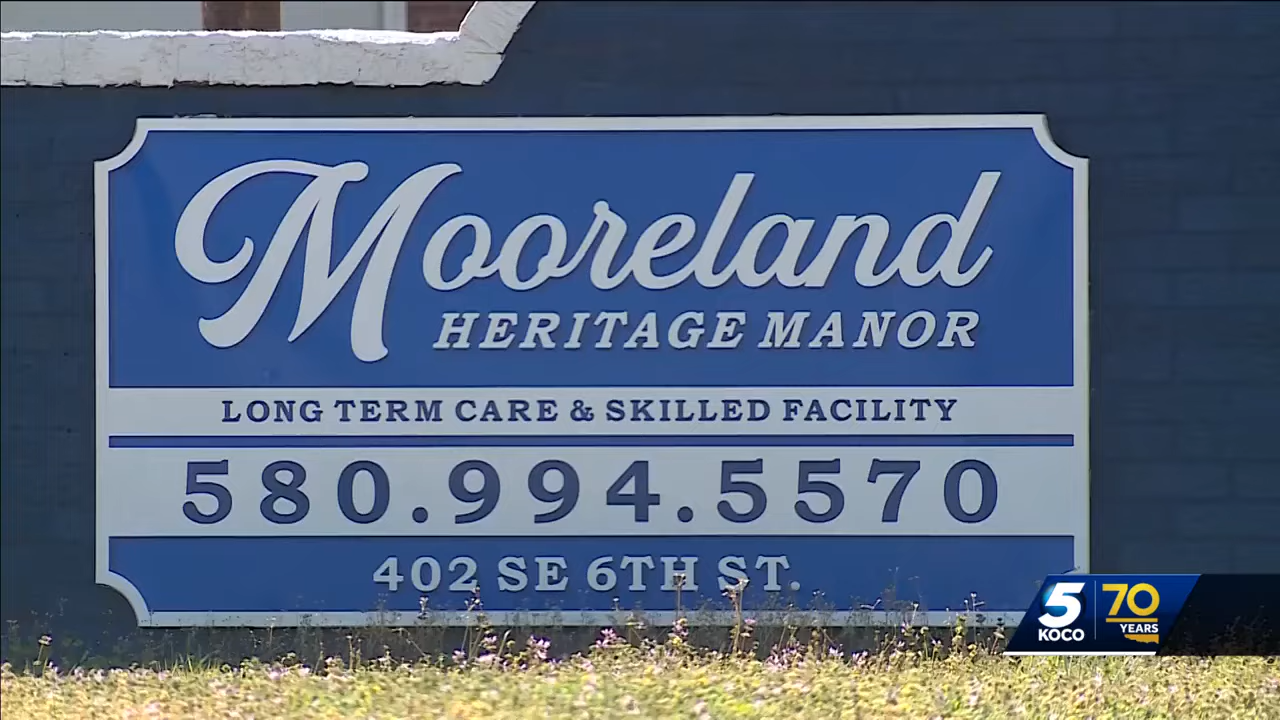 Mooreland
HERITAGE MANOR
LONG TERM CARE & SKILLED FACILITY
580.994.5570
402 SE 6TH ST.
5 70
KOCO YEARS